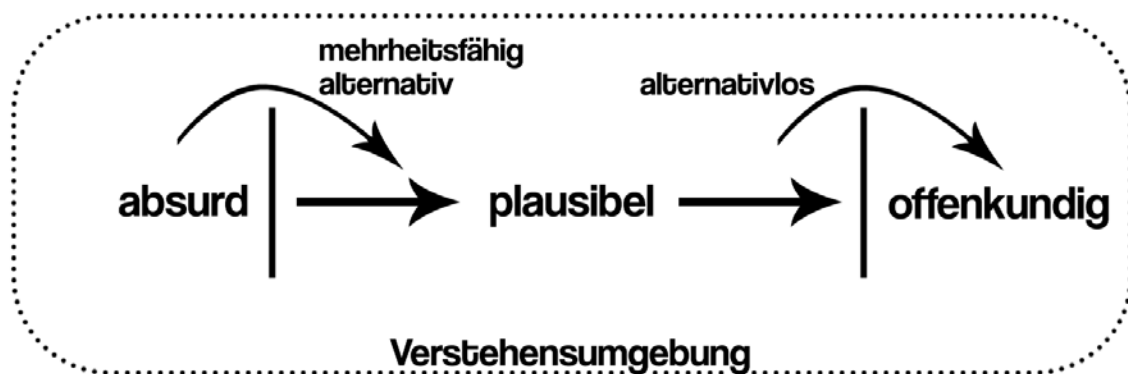 mehrheitsfähig
alternativ
alternativlos
absurd
plausibel
offenkundig
Verstehensumgebung